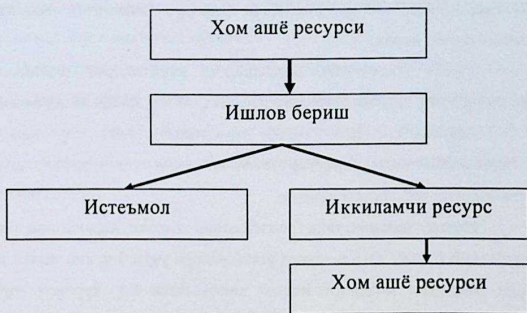 Хом ашё ресурси
Ишлов бериш
Истеъмол
Иккиламчи ресурс
Хом ашё ресурси